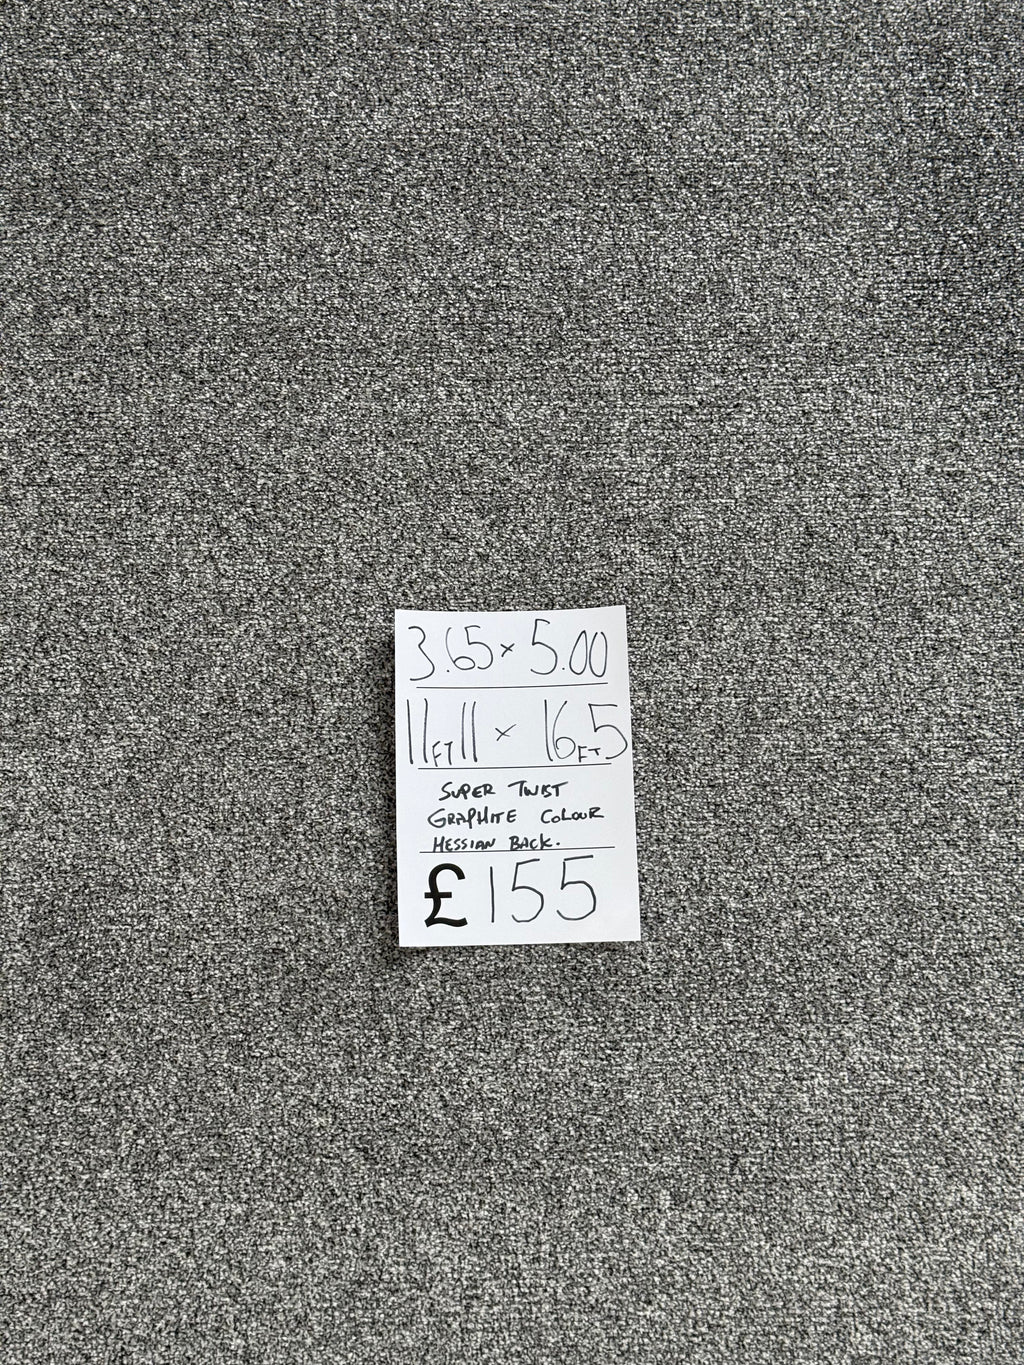 3.65 x 5.00
11FT11 x 16FT5
SUPER TWIST
GRAPHITE COLOUR
HESSIAN BACK.
£155